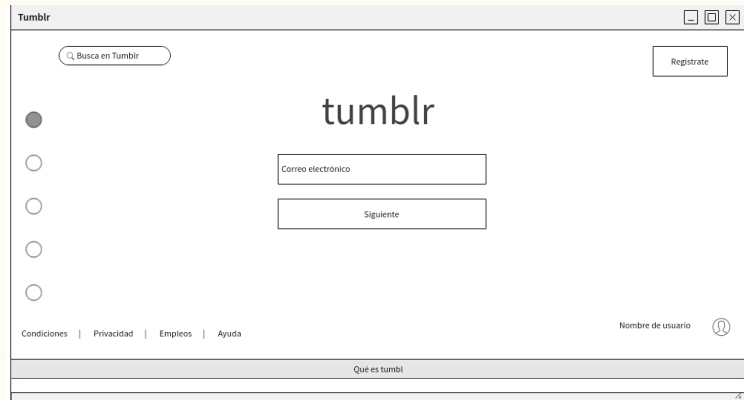 Tumblr
Busca en Tumblr
Registrate
tumblr
Correo electrónico
Siguiente
Nombre de usuario
Condiciones | Privacidad | Empleos | Ayuda
Qué es tumbl